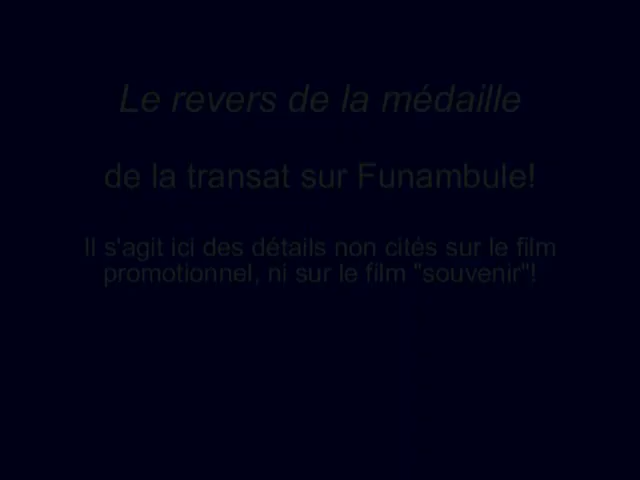 Le revers de la médaille
de la transat sur Funambule!
Il s'agit ici des détails non cités sur le film
promotionnel, ni sur le film "souvenir"!